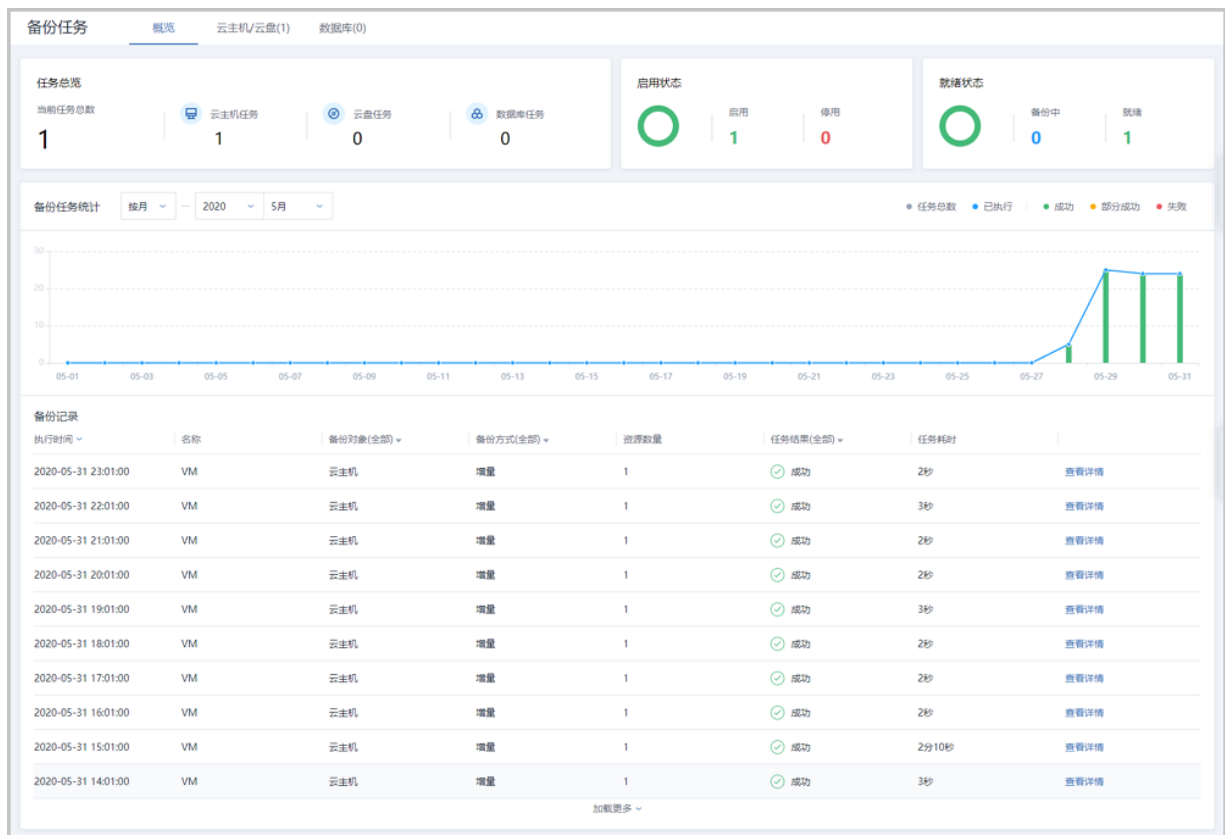 备份任务 概览 云主机/云盘(1) 数据库(0)
任务总览 启用状态 就绪状态
当前任务总数 云主机任务 云盘任务 数据库任务 启用 停用 备份中 就绪
1 1 0 0 1 0 0 1
备份任务统计 按月 – 2020 5月 任务总数 已执行 成功 部分成功 失败
30
20
10
0
05-01 05-03 05-05 05-07 05-09 05-11 05-13 05-15 05-17 05-19 05-21 05-23 05-25 05-27 05-29 05-31
备份记录
执行时间 名称 备份对象(全部) 备份方式(全部) 资源数量 任务结果(全部) 任务耗时
2020-05-31 23:01:00 VM 云主机 增量 1 成功 2秒 查看详情
2020-05-31 22:01:00 VM 云主机 增量 1 成功 3秒 查看详情
2020-05-31 21:01:00 VM 云主机 增量 1 成功 2秒 查看详情
2020-05-31 20:01:00 VM 云主机 增量 1 成功 2秒 查看详情
2020-05-31 19:01:00 VM 云主机 增量 1 成功 3秒 查看详情
2020-05-31 18:01:00 VM 云主机 增量 1 成功 2秒 查看详情
2020-05-31 17:01:00 VM 云主机 增量 1 成功 2秒 查看详情
2020-05-31 16:01:00 VM 云主机 增量 1 成功 2秒 查看详情
2020-05-31 15:01:00 VM 云主机 增量 1 成功 2分10秒 查看详情
2020-05-31 14:01:00 VM 云主机 增量 1 成功 3秒 查看详情
加载更多